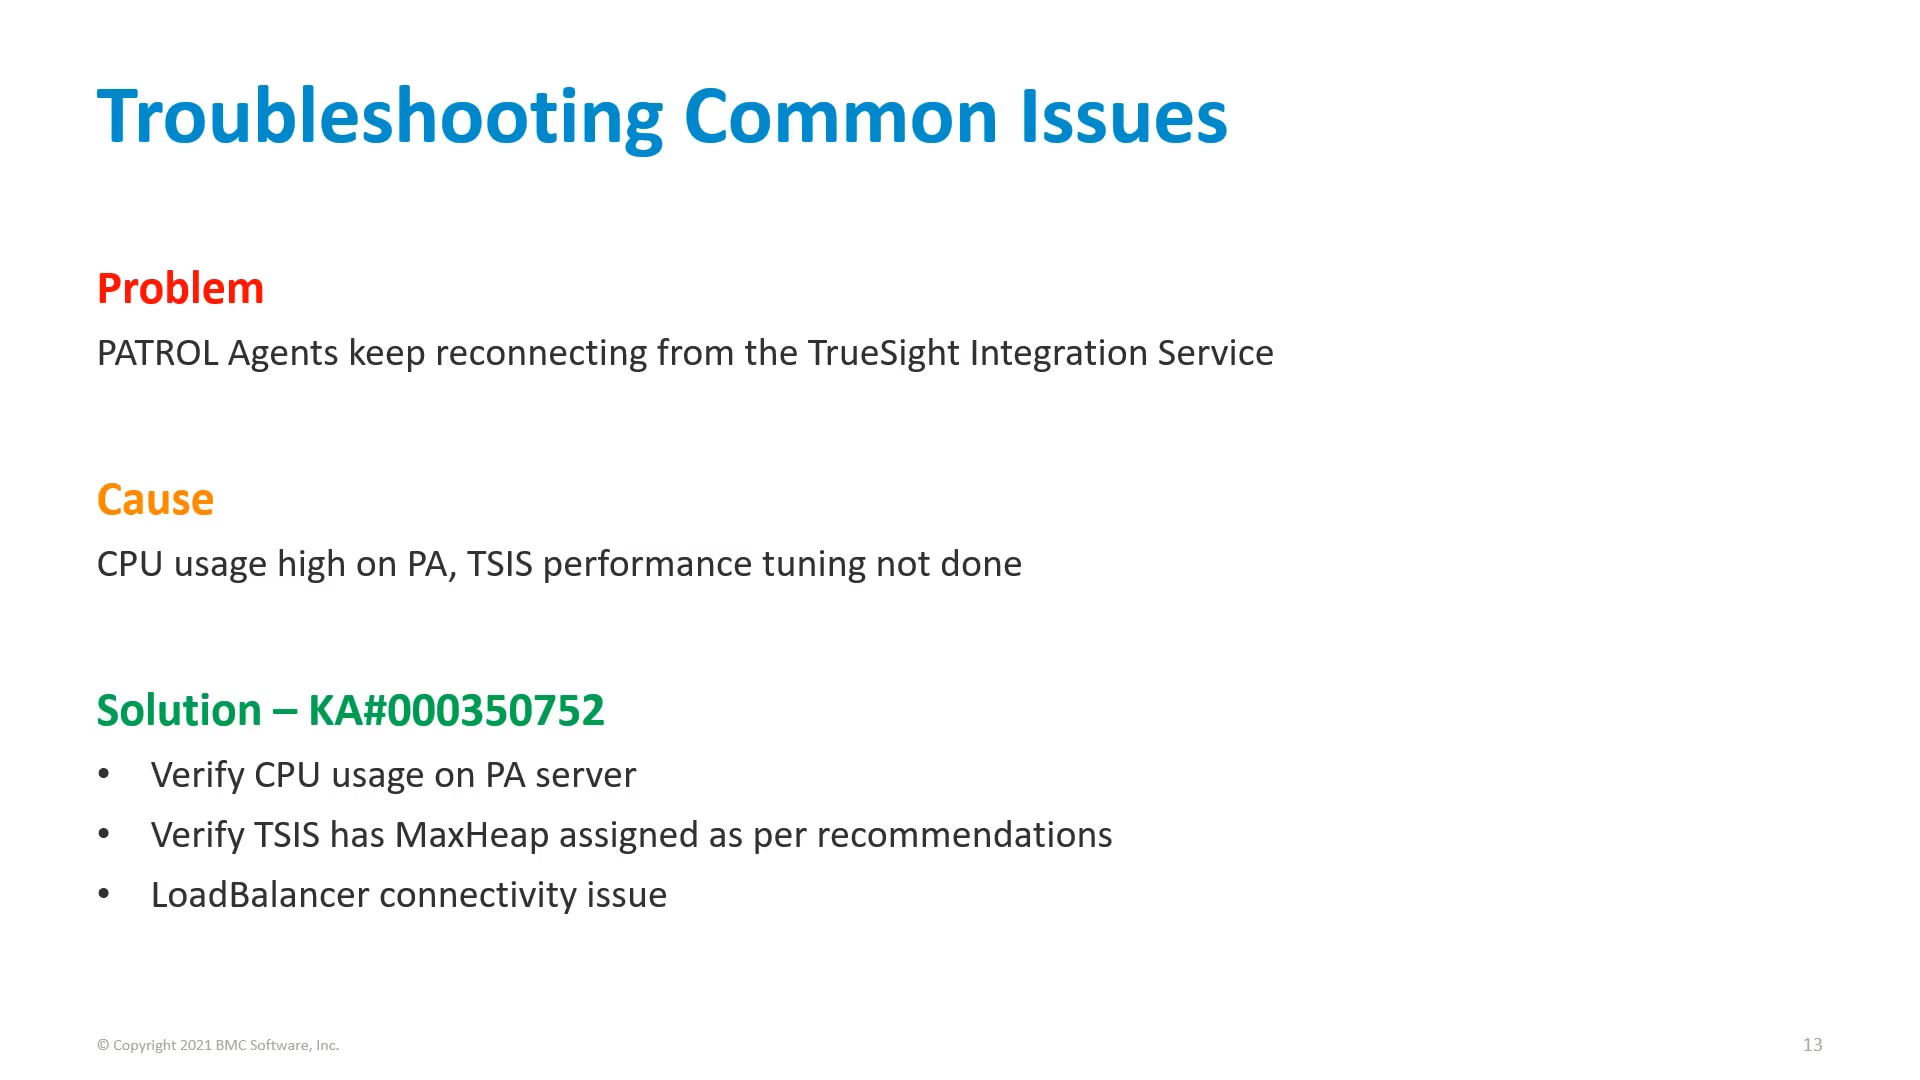 Troubleshooting Common Issues
Problem
PATROL Agents keep reconnecting from the TrueSight Integration Service
Cause
CPU usage high on PA, TSIS performance tuning not done
Solution – KA#000350752
• Verify CPU usage on PA server
• Verify TSIS has MaxHeap assigned as per recommendations
• LoadBalancer connectivity issue
© Copyright 2021 BMC Software, Inc.
13